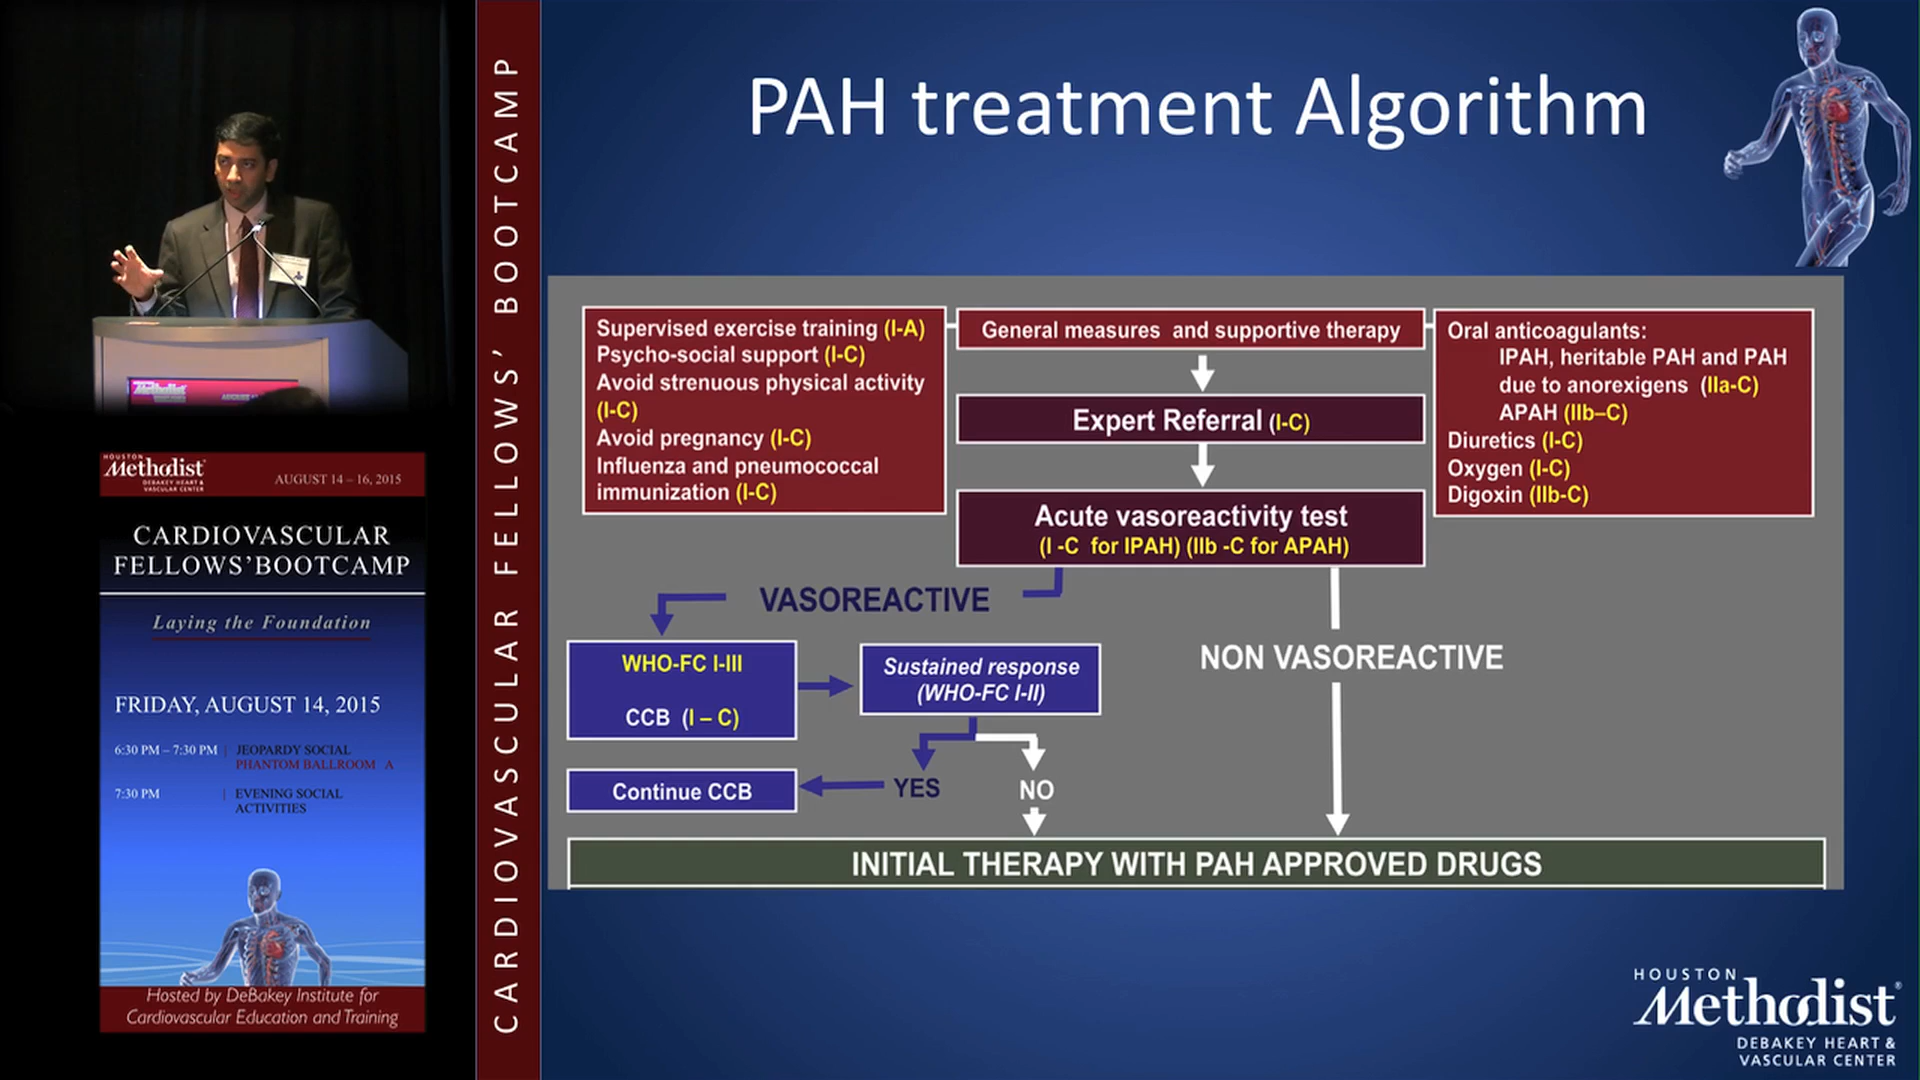 Methodist
HOUSTON
Methodist
DEBAKEY HEART &
VASCULAR CENTER
AUGUST 14 – 16, 2015
CARDIOVASCULAR
FELLOWS'BOOTCAMP
Laying the Foundation
FRIDAY, AUGUST 14, 2015
6:30 PM – 7:30 PM | JEOPARDY SOCIAL
PHANTOM BALLROOM A
7:30 PM | EVENING SOCIAL
ACTIVITIES
Hosted by DeBakey Institute for
Cardiovascular Education and Training
CARDIOVASCULAR FELLOWS' BOOTCAMP
PAH treatment Algorithm
Supervised exercise training (I-A)
Psycho-social support (I-C)
Avoid strenuous physical activity
(I-C)
Avoid pregnancy (I-C)
Influenza and pneumococcal
immunization (I-C)
General measures and supportive therapy
Expert Referral (I-C)
Acute vasoreactivity test
(I -C for IPAH) (IIb -C for APAH)
Oral anticoagulants:
IPAH, heritable PAH and PAH
due to anorexigens (IIa-C)
APAH (IIb–C)
Diuretics (I-C)
Oxygen (I-C)
Digoxin (IIb-C)
VASOREACTIVE
NON VASOREACTIVE
WHO-FC I-III
CCB (I – C)
Sustained response
(WHO-FC I-II)
Continue CCB
YES
NO
INITIAL THERAPY WITH PAH APPROVED DRUGS
HOUSTON
Methodist
DEBAKEY HEART &
VASCULAR CENTER